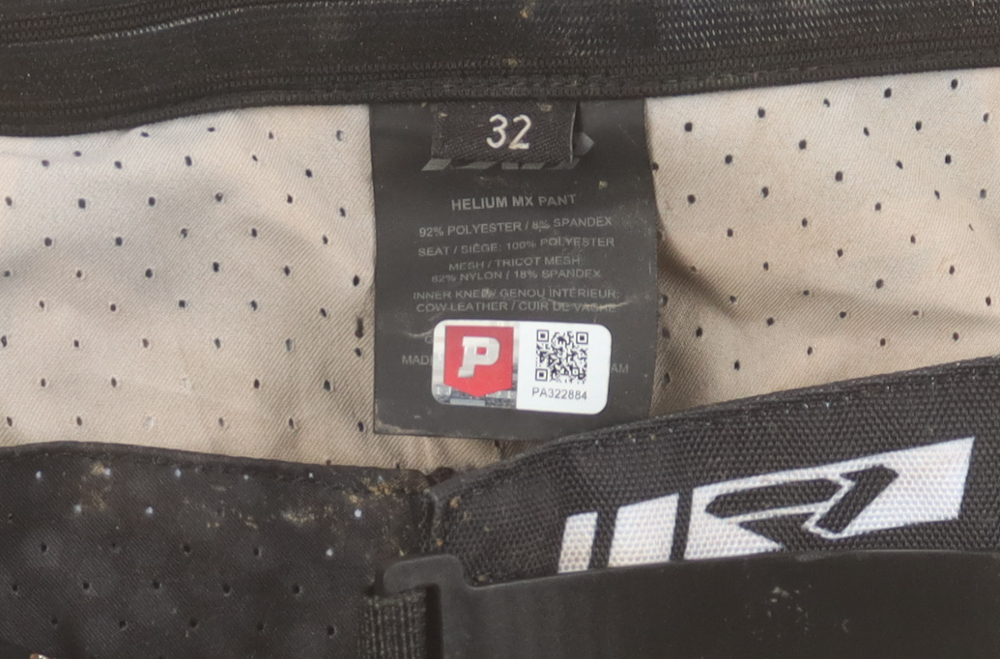 32
HELIUM MX PANT
92% POLYESTER / 8% SPANDEX
SEAT / SIÈGE: 100% POLYESTER
MESH / TRICOT MESH:
82% NYLON / 18% SPANDEX
INNER KNEE / GENOU INTÉRIEUR:
COW LEATHER / CUIR DE VACHE
P
PA322884